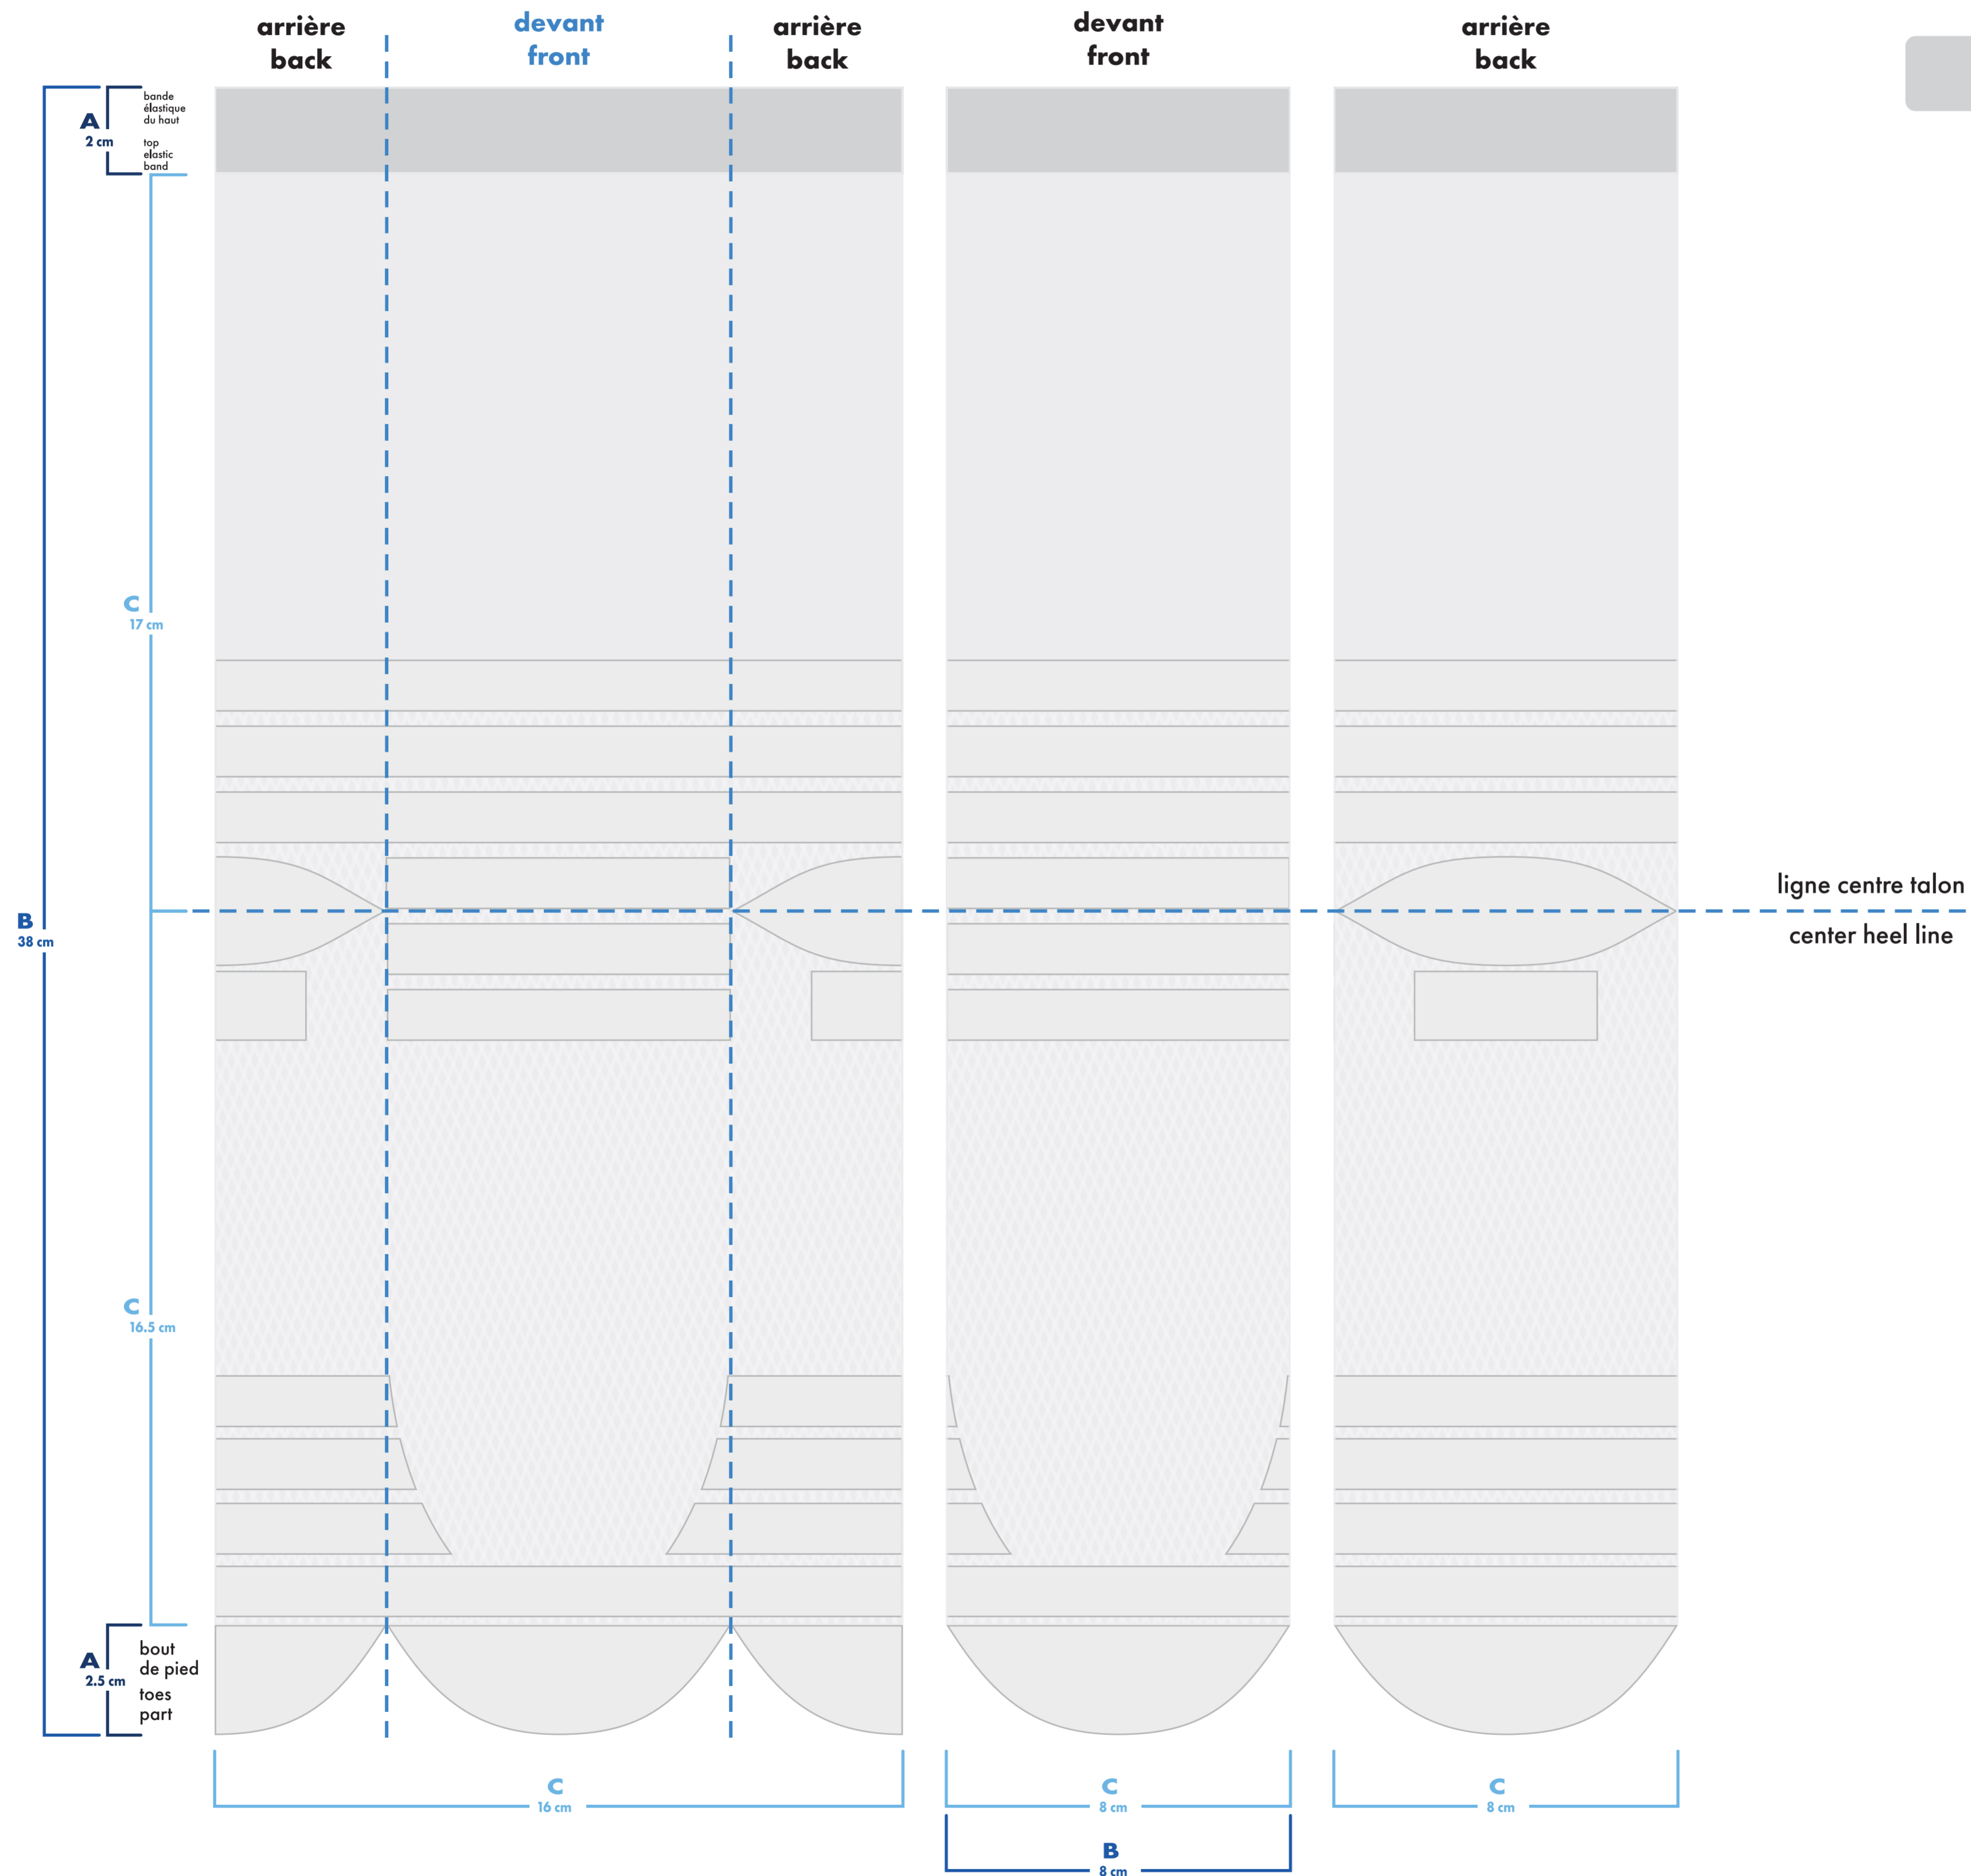 arrière
back
devant
front
arrière
back
devant
front
arrière
back
A
2 cm
bande
élastique
du haut
top
elastic
band
C
17 cm
B
38 cm
ligne centre talon
center heel line
C
16.5 cm
A
2.5 cm
bout
de pied
toes
part
C
16 cm
C
8 cm
C
8 cm
B
8 cm